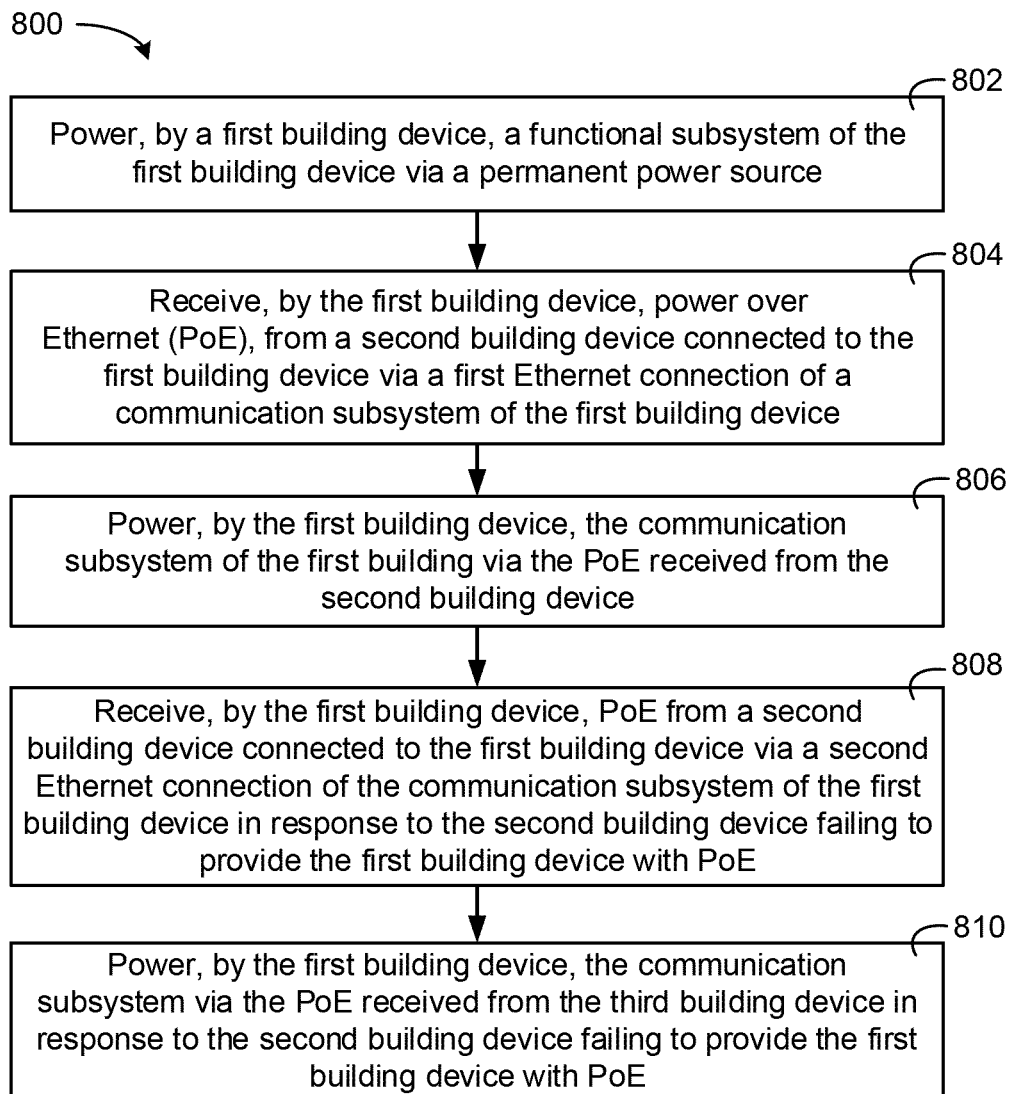 800
802
Power, by a first building device, a functional subsystem of the
first building device via a permanent power source
804
Receive, by the first building device, power over
Ethernet (PoE), from a second building device connected to the
first building device via a first Ethernet connection of a
communication subsystem of the first building device
806
Power, by the first building device, the communication
subsystem of the first building via the PoE received from the
second building device
808
Receive, by the first building device, PoE from a second
building device connected to the first building device via a second
Ethernet connection of the communication subsystem of the first
building device in response to the second building device failing to
provide the first building device with PoE
810
Power, by the first building device, the communication
subsystem via the PoE received from the third building device in
response to the second building device failing to provide the first
building device with PoE